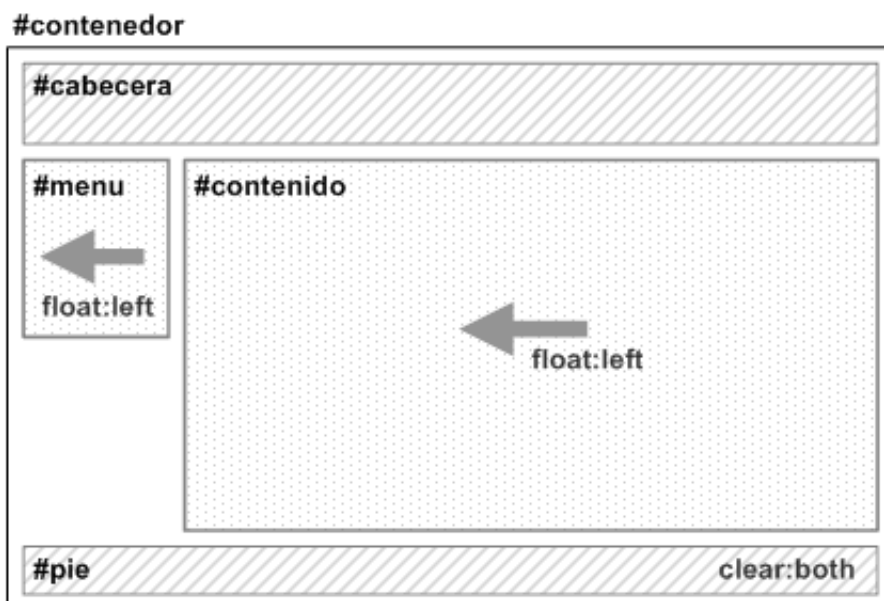 #contenedor
#cabecera
#menu
#contenido
float:left
float:left
#pie
clear:both